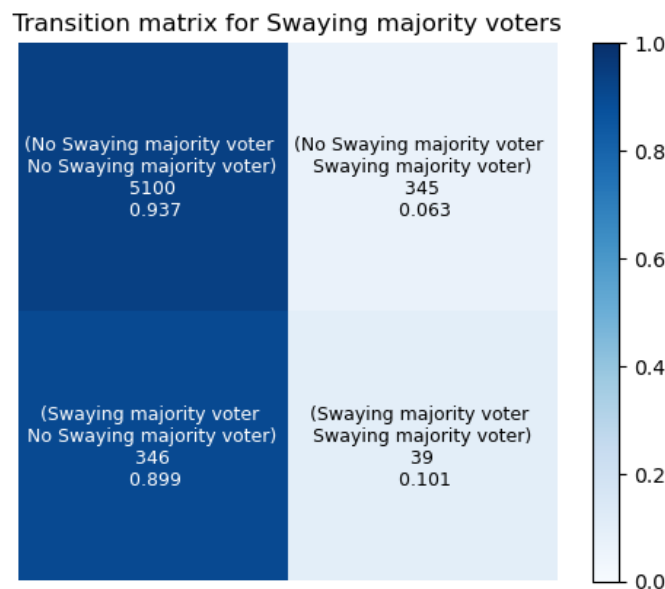 Transition matrix for Swaying majority voters
(No Swaying majority voter
No Swaying majority voter)
5100
0.937
(No Swaying majority voter
Swaying majority voter)
345
0.063
(Swaying majority voter
No Swaying majority voter)
346
0.899
(Swaying majority voter
Swaying majority voter)
39
0.101
1.0
0.8
0.6
0.4
0.2
0.0